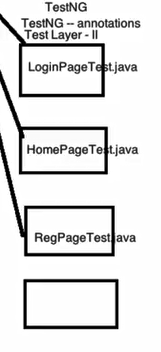 TestNG
TestNG -- annotations
Test Layer - II
LoginPageTest.java
HomePageTest.java
RegPageTest.java